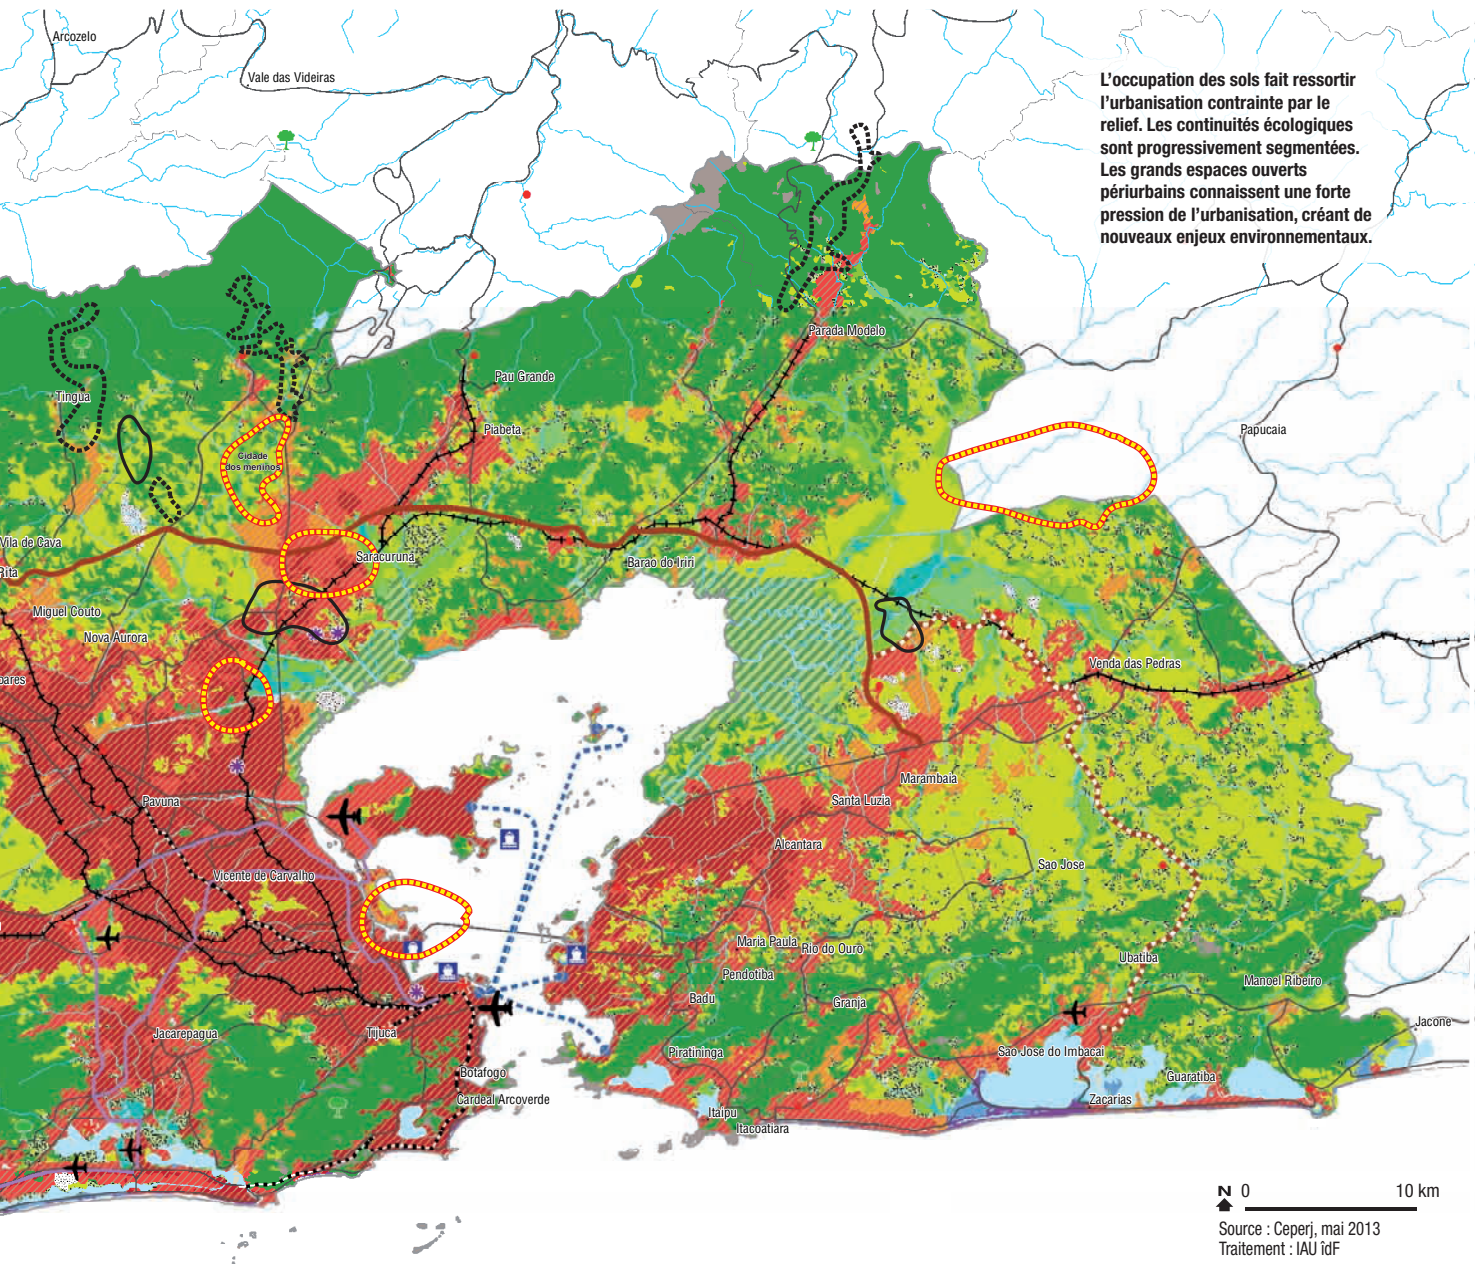 Arcozelo
Vale das Videiras
L'occupation des sols fait ressortir
l'urbanisation contrainte par le
relief. Les continuités écologiques
sont progressivement segmentées.
Les grands espaces ouverts
périurbains connaissent une forte
pression de l'urbanisation, créant de
nouveaux enjeux environnementaux.
Parada Modelo
Pau Grande
Tingua
Piabeta
Papucaia
Cidade
dos meninos
Vila de Cava
Saracuruna
Barao do Iriri
Rita
Miguel Couto
Nova Aurora
Venda das Pedras
oares
Marambaia
Pavuna
Santa Luzia
Alcantara
Sao Jose
Vicente de Carvalho
Maria Paula
Rio do Ouro
Ubatiba
Pendotiba
Manoel Ribeiro
Badu
Granja
Jacarepagua
Tijuca
Jacone
Piratininga
Sao Jose do Imbacai
Botafogo
Guaratiba
Cardeal Arcoverde
Zacarias
Itaipu
Itacoatiara
N 0 10 km
Source : Ceperj, mai 2013
Traitement : IAU îdF